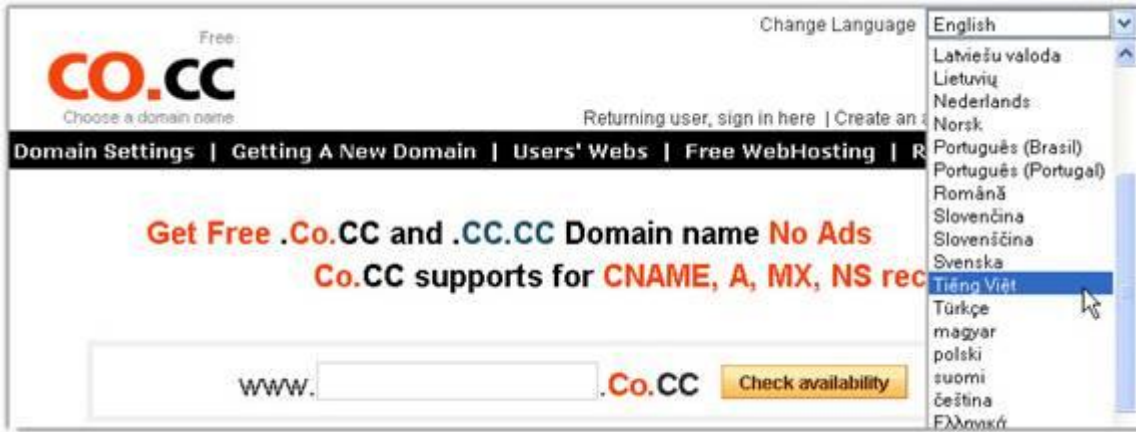 Change Language English
Free
CO.CC
Choose a domain name
Returning user, sign in here | Create an
Domain Settings | Getting A New Domain | Users' Webs | Free WebHosting | R
Get Free .Co.CC and .CC.CC Domain name No Ads
Co.CC supports for CNAME, A, MX, NS rec
www. .Co.CC Check availability
Latviešu valoda
Lietuvių
Nederlands
Norsk
Português (Brasil)
Português (Portugal)
Română
Slovenčina
Slovenščina
Svenska
Tiếng Việt
Türkçe
magyar
polski
suomi
čeština
Ελληνικά